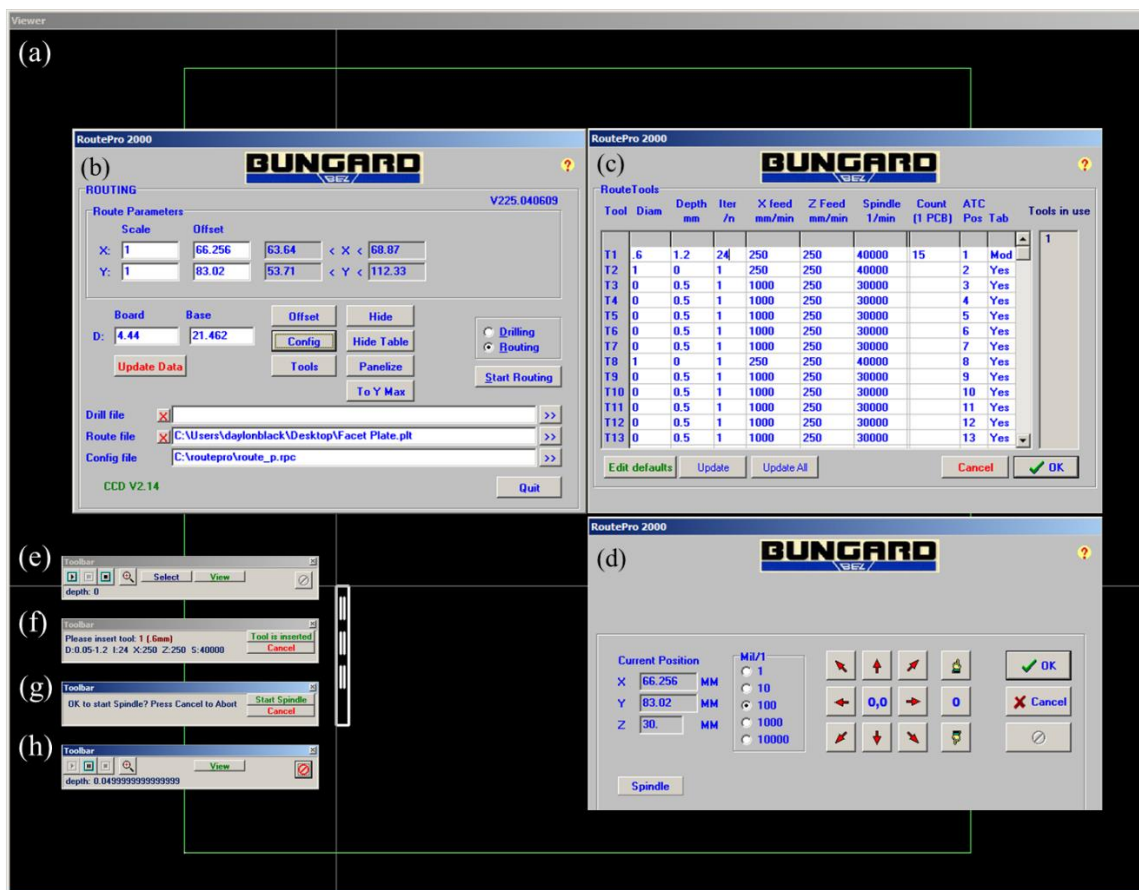 Viewer
(a)
RoutePro 2000
(b)
BUNGARD
BEZ
?
ROUTING
V225.040609
Route Parameters
Scale Offset
X: 1 66.256 63.64 < X < 68.87
Y: 1 83.02 53.71 < Y < 112.33
Board Base
D: 4.44 21.462
Update Data
Offset Hide
Config Hide Table
Tools Panelize
To Y Max
Drilling
Routing
Start Routing
Drill file X >>
Route file X C:\Users\daylonblack\Desktop\Facet Plate.plt >>
Config file C:\routepro\route_p.rpc >>
CCD V2.14 Quit
RoutePro 2000
(c)
BUNGARD
BEZ
?
RouteTools
Tool Diam Depth mm Iter /n X feed mm/min Z Feed mm/min Spindle 1/min Count (1 PCB) ATC Pos Tab Tools in use
1
T1 .6 1.2 24 250 250 40000 15 1 Mod
T2 1 0 1 250 250 40000 2 Yes
T3 0 0.5 1 1000 250 30000 3 Yes
T4 0 0.5 1 1000 250 30000 4 Yes
T5 0 0.5 1 1000 250 30000 5 Yes
T6 0 0.5 1 1000 250 30000 6 Yes
T7 0 0.5 1 1000 250 30000 7 Yes
T8 1 0 1 250 250 40000 8 Yes
T9 0 0.5 1 1000 250 30000 9 Yes
T10 0 0.5 1 1000 250 30000 10 Yes
T11 0 0.5 1 1000 250 30000 11 Yes
T12 0 0.5 1 1000 250 30000 12 Yes
T13 0 0.5 1 1000 250 30000 13 Yes
Edit defaults Update Update All Cancel OK
RoutePro 2000
(d)
BUNGARD
BEZ
?
Current Position
X 66.256 MM
Y 83.02 MM
Z 30. MM
Mil/1
1
10
100
1000
10000
0,0 0
OK
Cancel
Spindle
(e)
Toolbar
Select View
depth: 0
(f)
Toolbar
Please insert tool: 1 (.6mm) Tool is inserted
D:0.05-1.2 I:24 X:250 Z:250 S:40000 Cancel
(g)
Toolbar
OK to start Spindle? Press Cancel to Abort Start Spindle
Cancel
(h)
Toolbar
View
depth: 0.0499999999999999